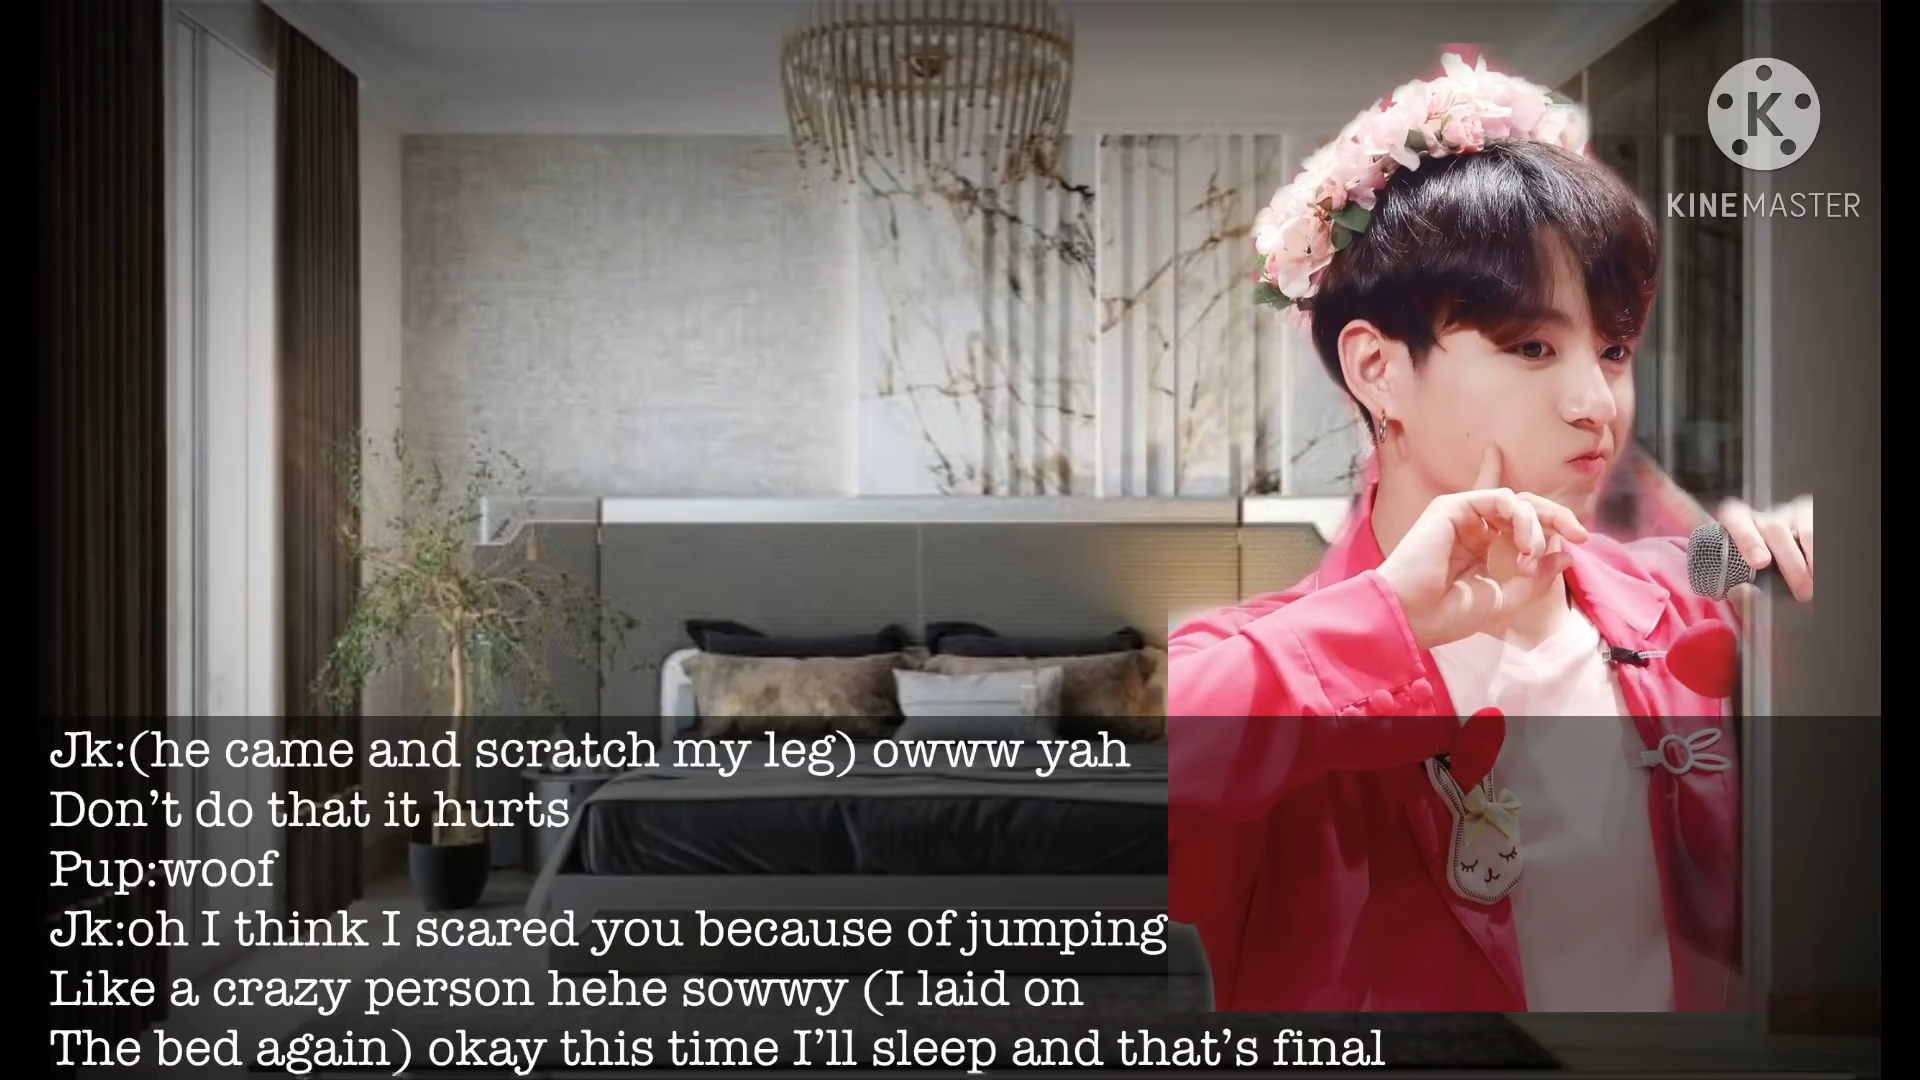 K
KINEMASTER
Jk:(he came and scratch my leg) owww yah
Don't do that it hurts
Pup:woof
Jk:oh I think I scared you because of jumping
Like a crazy person hehe sowwy (I laid on
The bed again) okay this time I'll sleep and that's final